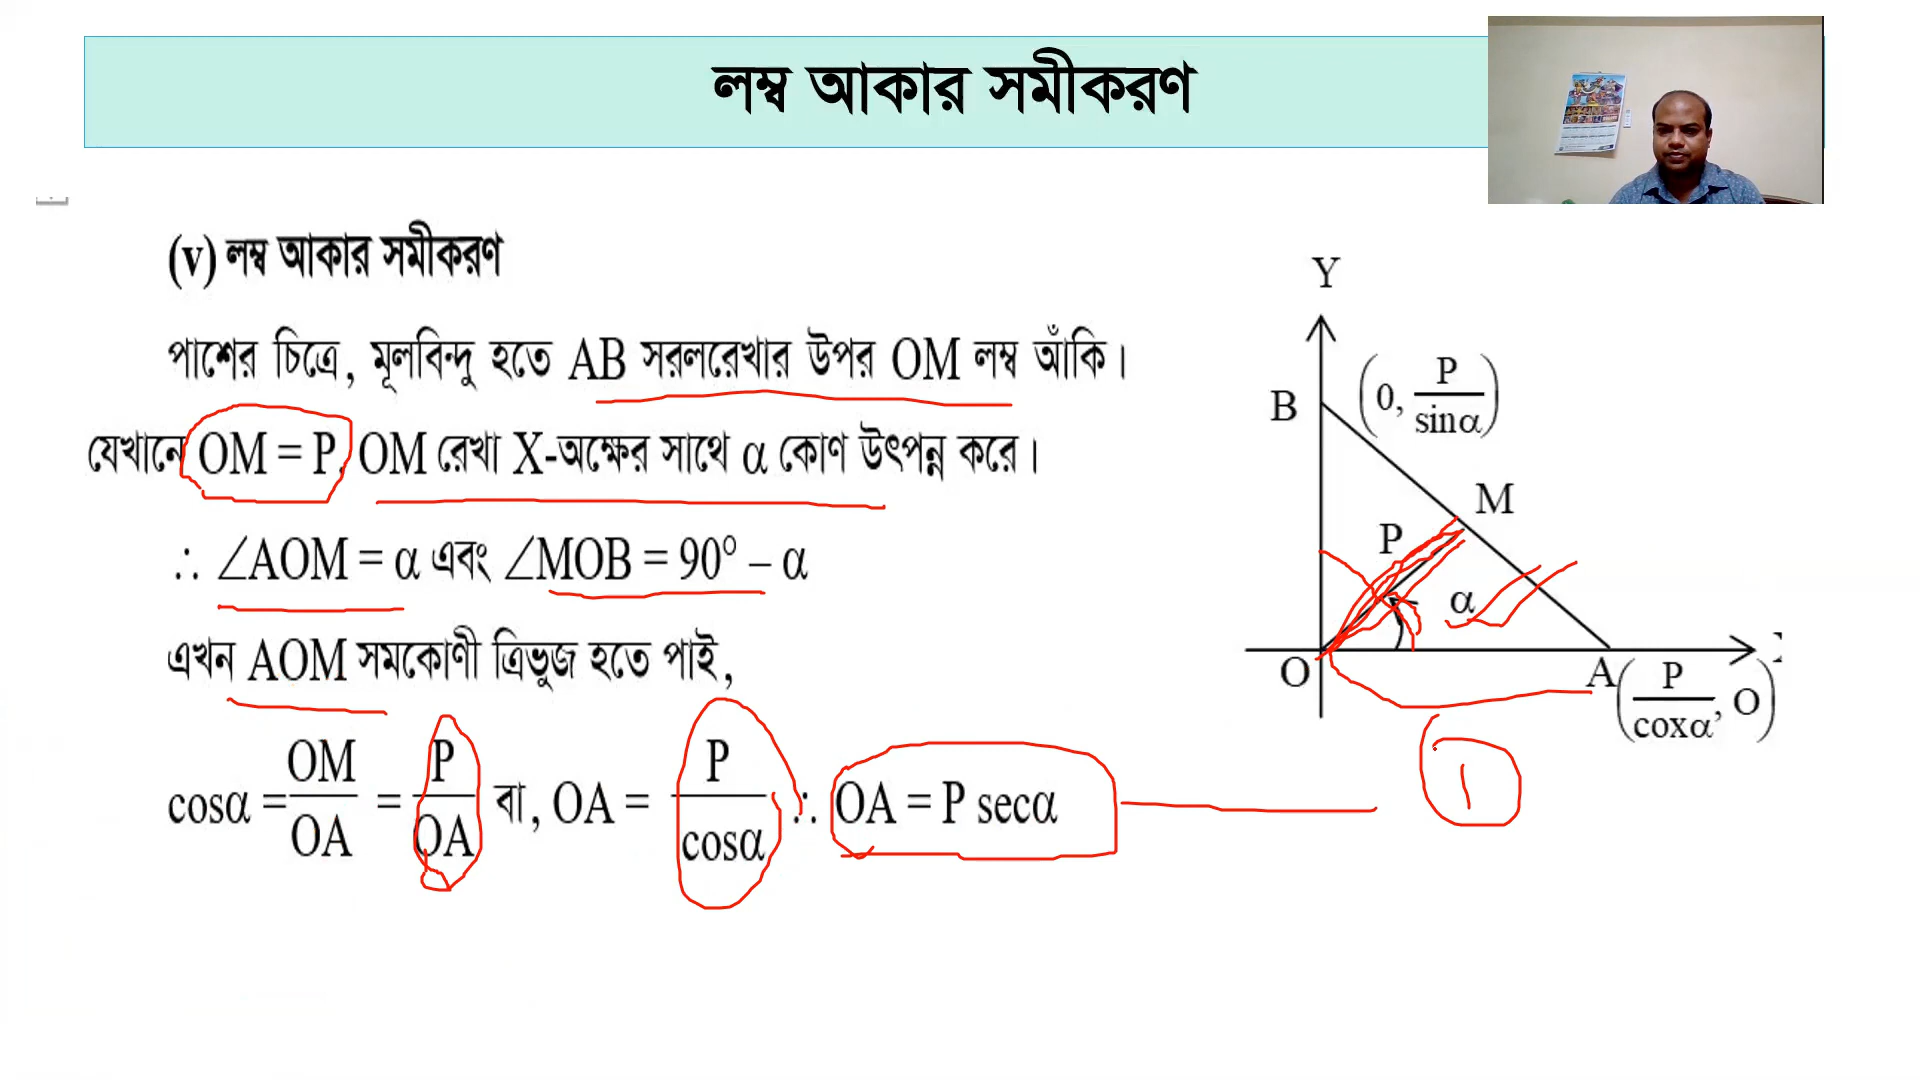 লম্ব আকার সমীকরণ
(v) লম্ব আকার সমীকরণ
পাশের চিত্রে, মূলবিন্দু হতে AB সরলরেখার উপর OM লম্ব আঁকি।
যেখানে OM = P, OM রেখা X-অক্ষের সাথে α কোণ উৎপন্ন করে।
∴ ∠AOM = α এবং ∠MOB = 90° – α
এখন AOM সমকোণী ত্রিভুজ হতে পাই,
cosα = OM/OA = P/OA বা, OA = P/cosα ∴ OA = P secα
1
Y
B (0, P/sinα)
M
P
α
O
A (P/coxα, O)